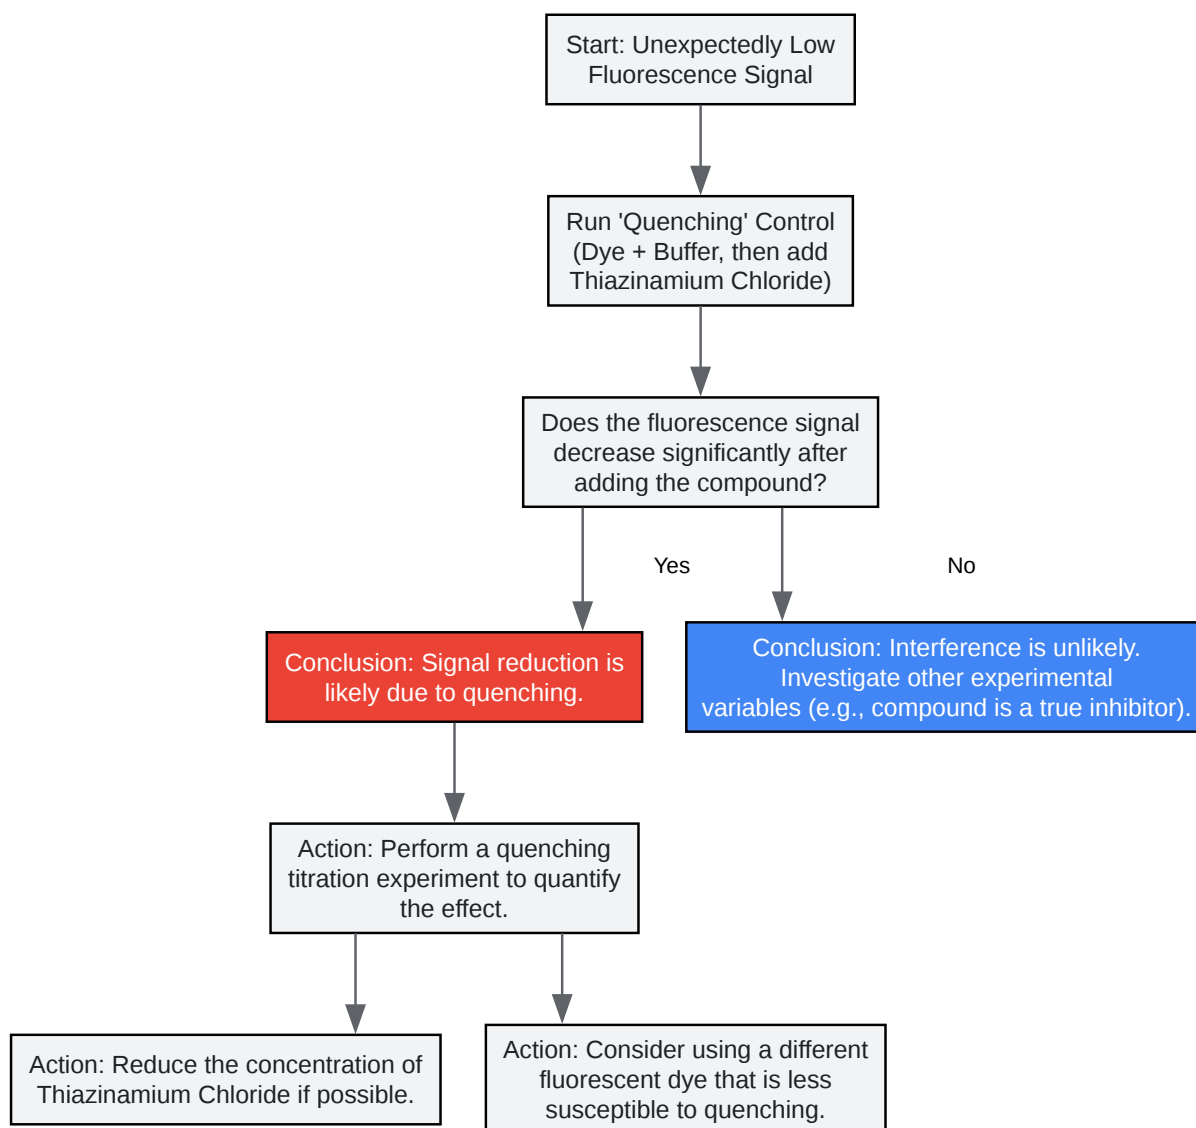 Start: Unexpectedly Low
Fluorescence Signal
Run 'Quenching' Control
(Dye + Buffer, then add
Thiazinamium Chloride)
Does the fluorescence signal
decrease significantly after
adding the compound?
Yes
No
Conclusion: Signal reduction is
likely due to quenching.
Conclusion: Interference is unlikely.
Investigate other experimental
variables (e.g., compound is a true inhibitor).
Action: Perform a quenching
titration experiment to quantify
the effect.
Action: Reduce the concentration of
Thiazinamium Chloride if possible.
Action: Consider using a different
fluorescent dye that is less
susceptible to quenching.